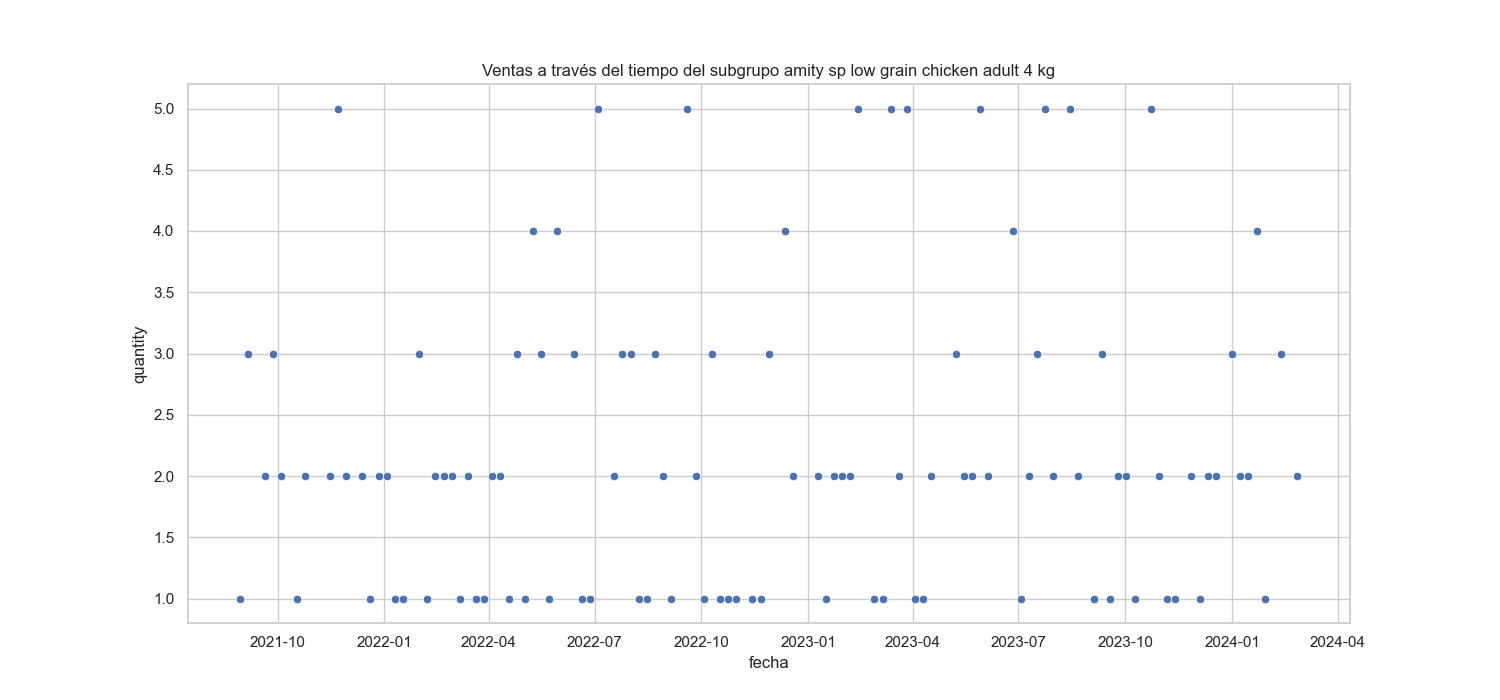 Ventas a través del tiempo del subgrupo amity sp low grain chicken adult 4 kg
5.0
4.5
4.0
3.5
3.0
2.5
2.0
1.5
1.0
quantity
2021-10 2022-01 2022-04 2022-07 2022-10 2023-01 2023-04 2023-07 2023-10 2024-01 2024-04
fecha